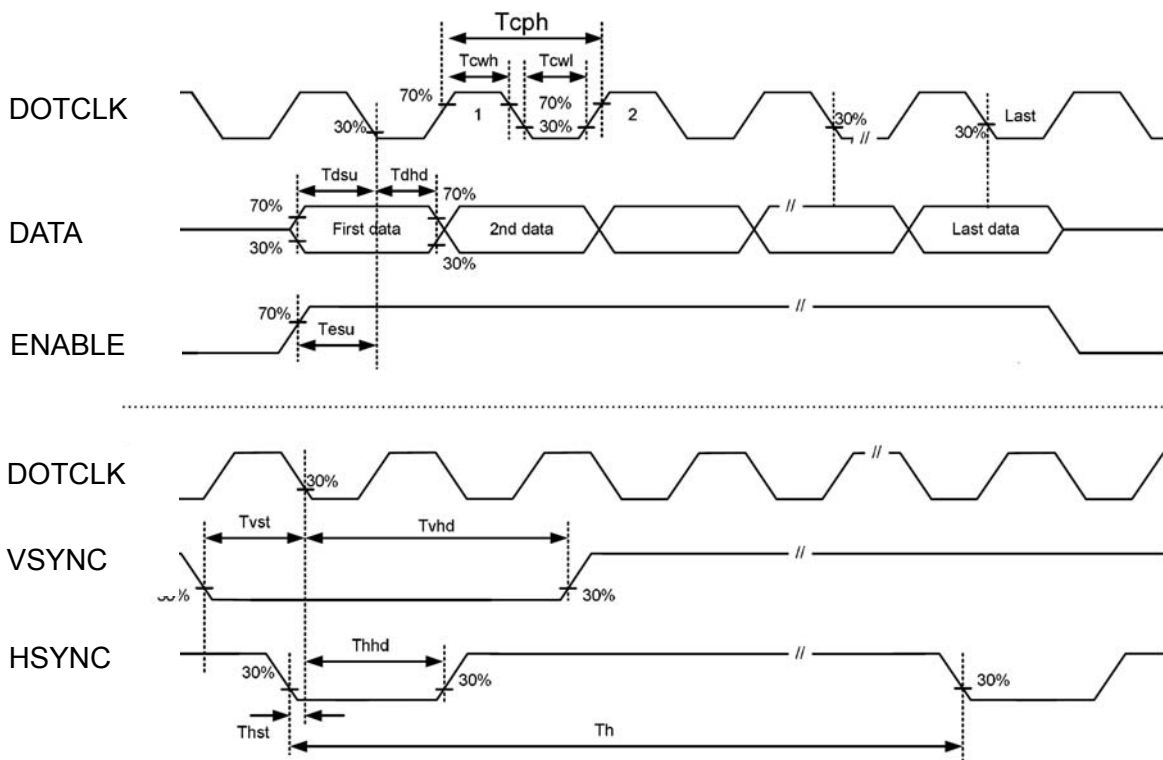 Tcph
Tcwh Tcwl
DOTCLK 70% 1 70% 2 30% 30% 30% // 30% Last
Tdsu Tdhd
70% 70% //
DATA First data 2nd data Last data
30% 30%
70% //
ENABLE Tesu
DOTCLK 30% //
Tvst Tvhd
VSYNC //
% 30%
HSYNC Thhd //
30% 30% 30%
Thst Th